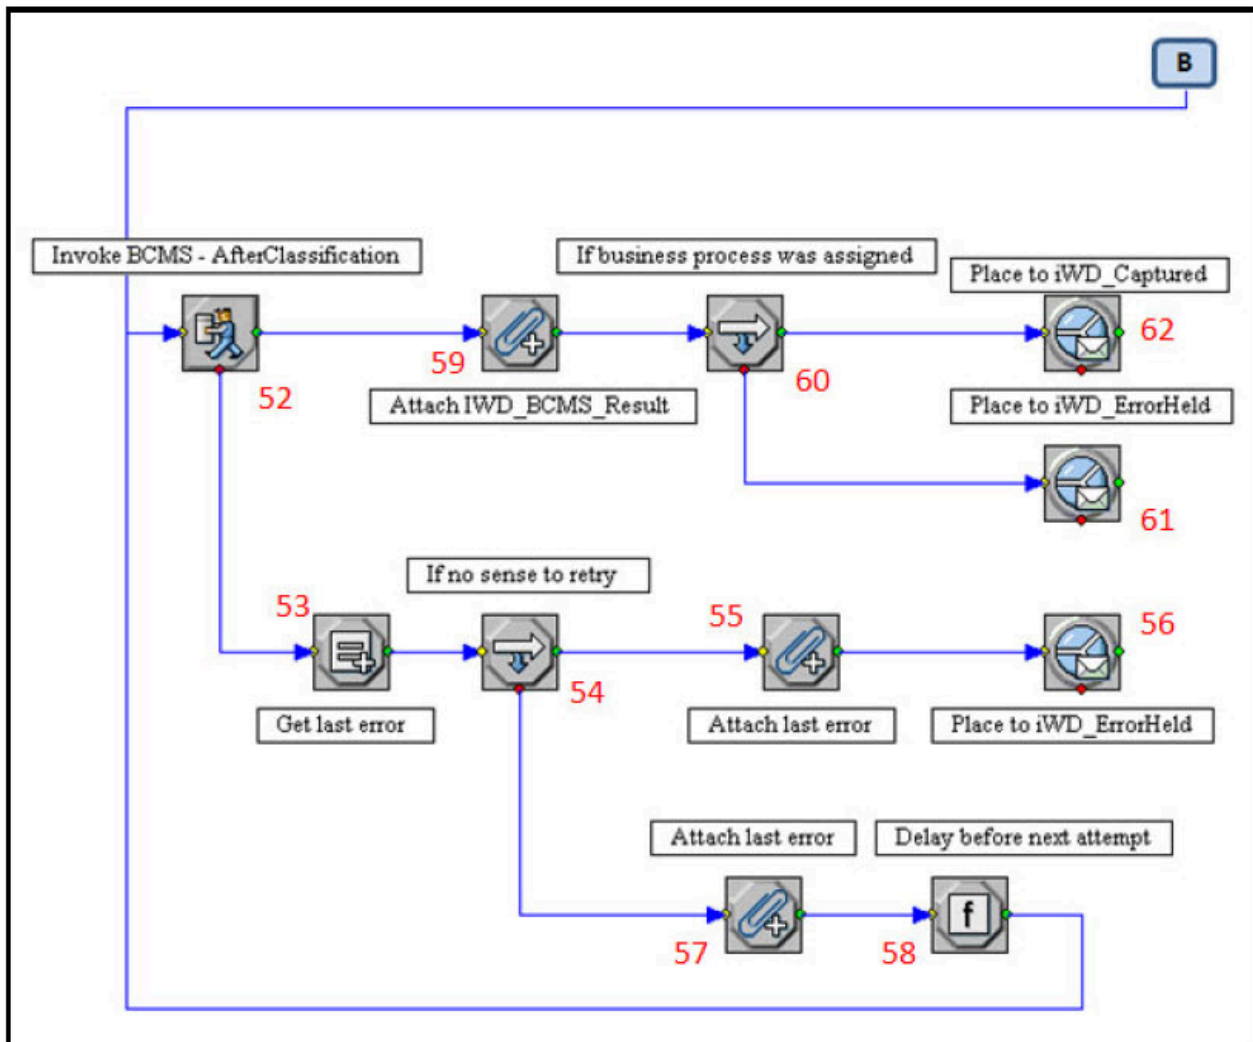 B
Invoke BCMS - AfterClassification
If business process was assigned
Place to iWD_Captured
62
59
52
60
Attach IWD_BCMS_Result
Place to iWD_ErrorHeld
61
If no sense to retry
53
55
56
54
Get last error
Attach last error
Place to iWD_ErrorHeld
Attach last error
Delay before next attempt
f
57
58